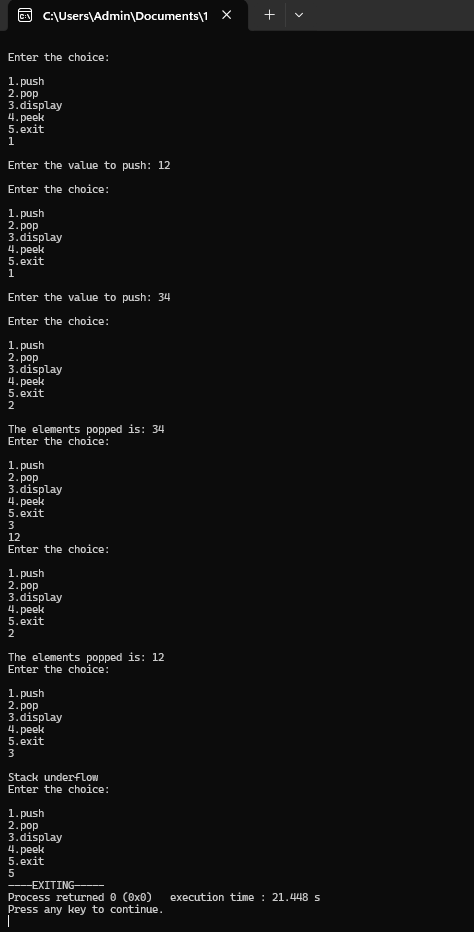 C:\Users\Admin\Documents\1
Enter the choice:
1.push
2.pop
3.display
4.peek
5.exit
1
Enter the value to push: 12
Enter the choice:
1.push
2.pop
3.display
4.peek
5.exit
1
Enter the value to push: 34
Enter the choice:
1.push
2.pop
3.display
4.peek
5.exit
2
The elements popped is: 34
Enter the choice:
1.push
2.pop
3.display
4.peek
5.exit
3
12
Enter the choice:
1.push
2.pop
3.display
4.peek
5.exit
2
The elements popped is: 12
Enter the choice:
1.push
2.pop
3.display
4.peek
5.exit
3
Stack underflow
Enter the choice:
1.push
2.pop
3.display
4.peek
5.exit
5
----EXITING-----
Process returned 0 (0x0)   execution time : 21.448 s
Press any key to continue.